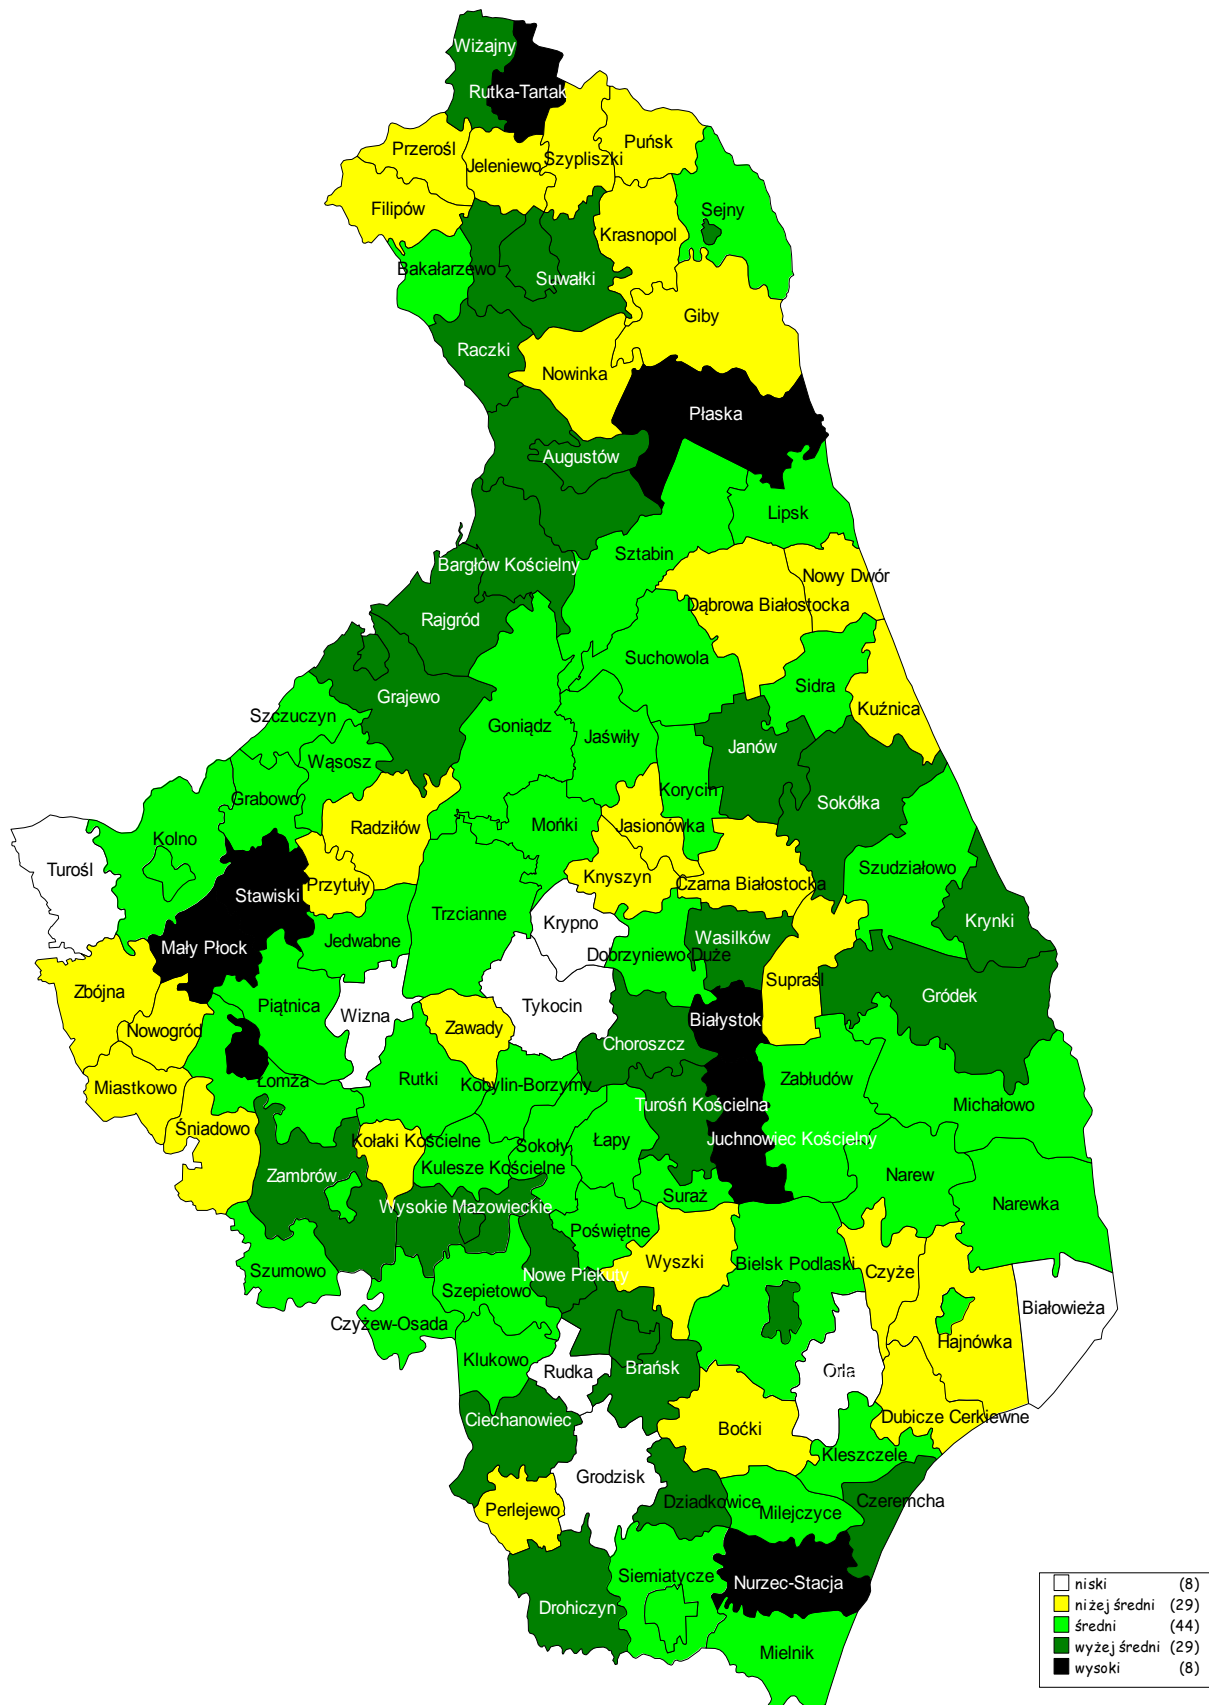 Wiżajny
Rutka-Tartak
Puńsk
Przerośl
Szypliszki
Jeleniewo
Filipów
Sejny
Krasnopol
Bakałarzewo
Suwałki
Giby
Raczki
Nowinka
Płaska
Augustów
Lipsk
Sztabin
Bargłów Kościelny
Nowy Dwór
Dąbrowa Białostocka
Rajgród
Suchowola
Sidra
Grajewo
Kuźnica
Szczuczyn
Goniądz
Jaświły
Janów
Wąsosz
Korycin
Grabowo
Sokółka
Radziłów
Mońki
Jasionówka
Kolno
Turośl
Szudziałowo
Knyszyn
Czarna Białostocka
Przytuły
Stawiski
Trzcianne
Krypno
Krynki
Wasilków
Jedwabne
Mały Płock
Dobrzyniewo Duże
Supraśl
Zbójna
Gródek
Piątnica
Tykocin
Wizna
Białystok
Nowogród
Zawady
Choroszcz
Łomża
Rutki
Zabłudów
Miastkowo
Kobylin-Borzymy
Turośń Kościelna
Michałowo
Śniadowo
Kołaki Kościelne
Łapy
Juchnowiec Kościelny
Sokoły
Kulesze Kościelne
Zambrów
Narew
Suraż
Wysokie Mazowieckie
Narewka
Poświętne
Wyszki
Bielsk Podlaski
Szumowo
Nowe Piekuty
Czyże
Szepietowo
Białowieża
Czyżew-Osada
Hajnówka
Klukowo
Rudka
Brańsk
Orla
Ciechanowiec
Boćki
Dubicze Cerkiewne
Kleszczele
Grodzisk
Perlejewo
Dziadkowice
Milejczyce
Czeremcha
Siemiatycze
Nurzec-Stacja
Drohiczyn
Mielnik
niski (8)
niżej średni (29)
średni (44)
wyżej średni (29)
wysoki (8)